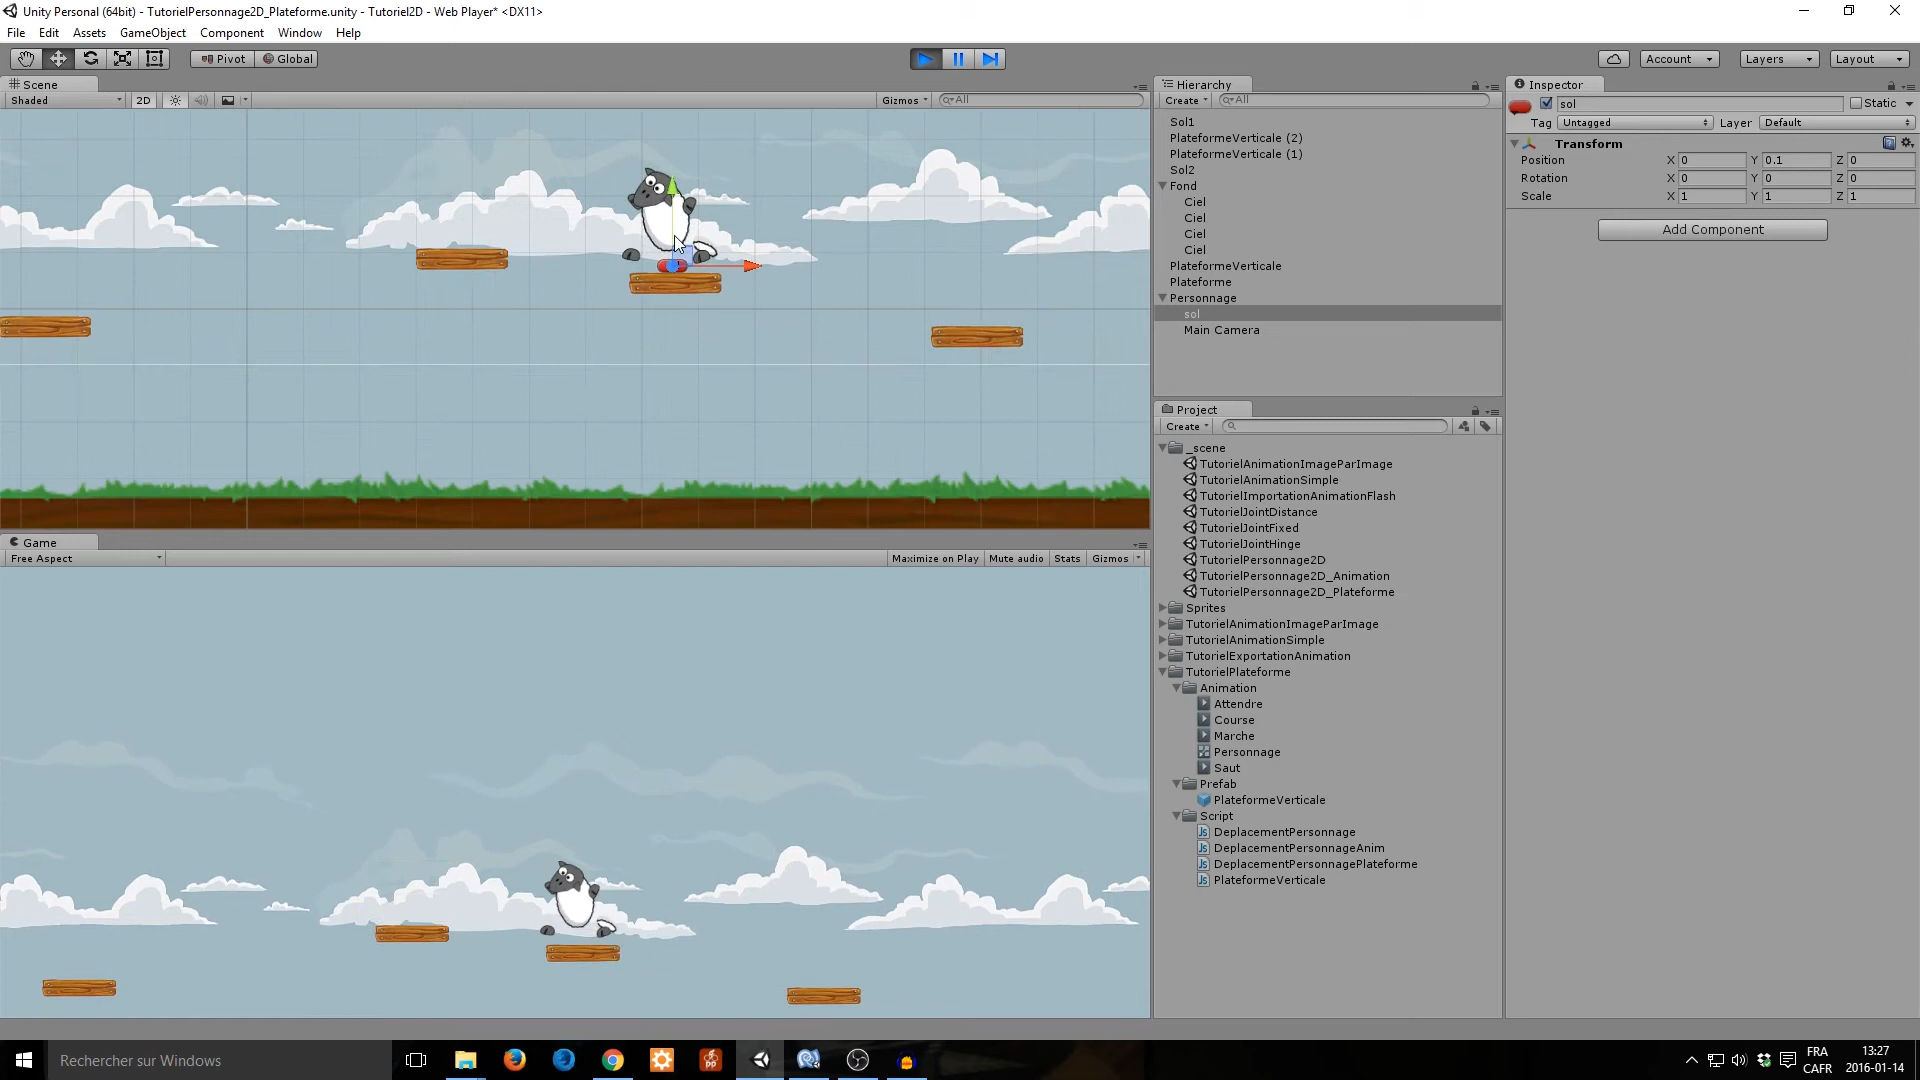 Unity Personal (64bit) - TutorielPersonnage2D_Plateforme.unity - Tutoriel2D - Web Player* <DX11>
File Edit Assets GameObject Component Window Help
Pivot Global Account Layers Layout
Scene
Shaded 2D Gizmos All
Hierarchy
Create All
Sol1
PlateformeVerticale (2)
PlateformeVerticale (1)
Sol2
Fond
Ciel
Ciel
Ciel
Ciel
PlateformeVerticale
Plateforme
Personnage
sol
Main Camera
Inspector
sol Static
Tag Untagged Layer Default
Transform
Position X 0 Y 0.1 Z 0
Rotation X 0 Y 0 Z 0
Scale X 1 Y 1 Z 1
Add Component
Project
Create
_scene
TutorielAnimationImageParImage
TutorielAnimationSimple
TutorielImportationAnimationFlash
TutorielJointDistance
TutorielJointFixed
TutorielJointHinge
TutorielPersonnage2D
TutorielPersonnage2D_Animation
TutorielPersonnage2D_Plateforme
Sprites
TutorielAnimationImageParImage
TutorielAnimationSimple
TutorielExportationAnimation
TutorielPlateforme
Animation
Attendre
Course
Marche
Personnage
Saut
Prefab
PlateformeVerticale
Script
DeplacementPersonnage
DeplacementPersonnageAnim
DeplacementPersonnagePlateforme
PlateformeVerticale
Game
Free Aspect Maximize on Play Mute audio Stats Gizmos
Rechercher sur Windows
FRA
CAFR
13:27
2016-01-14